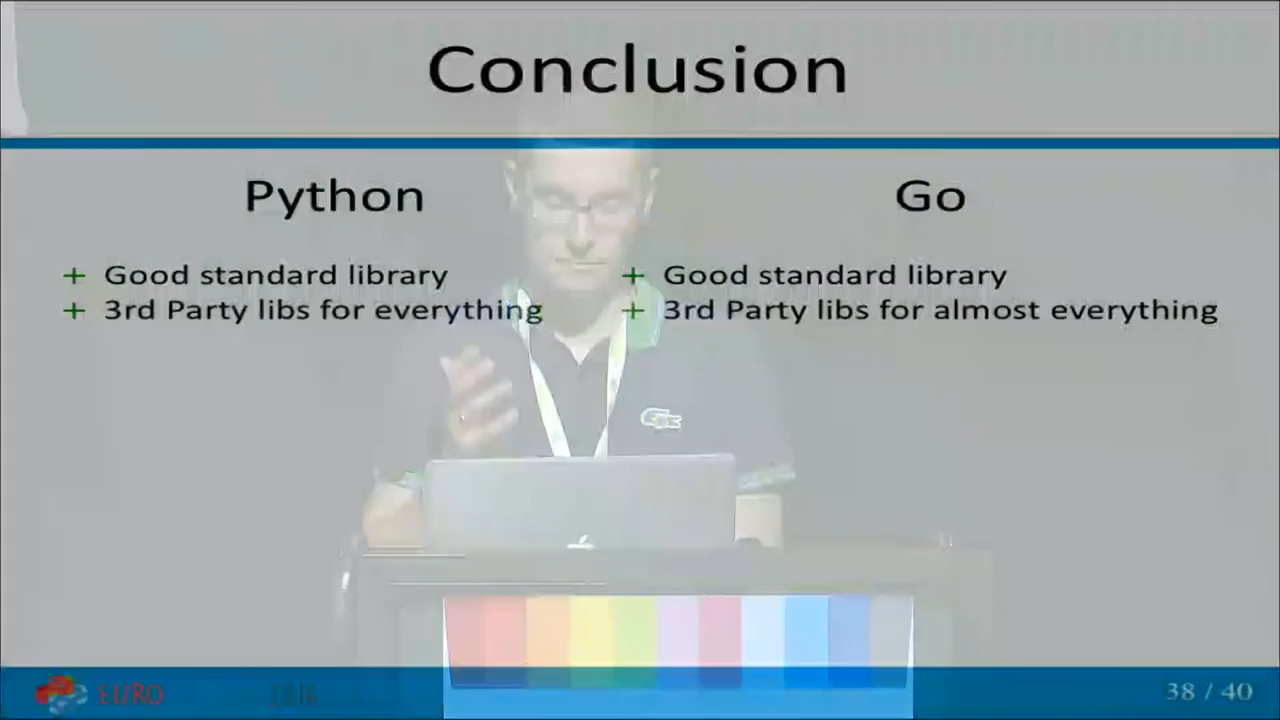 Conclusion
Python
+ Good standard library
+ 3rd Party libs for everything
Go
+ Good standard library
+ 3rd Party libs for almost everything
EURO
38 / 40